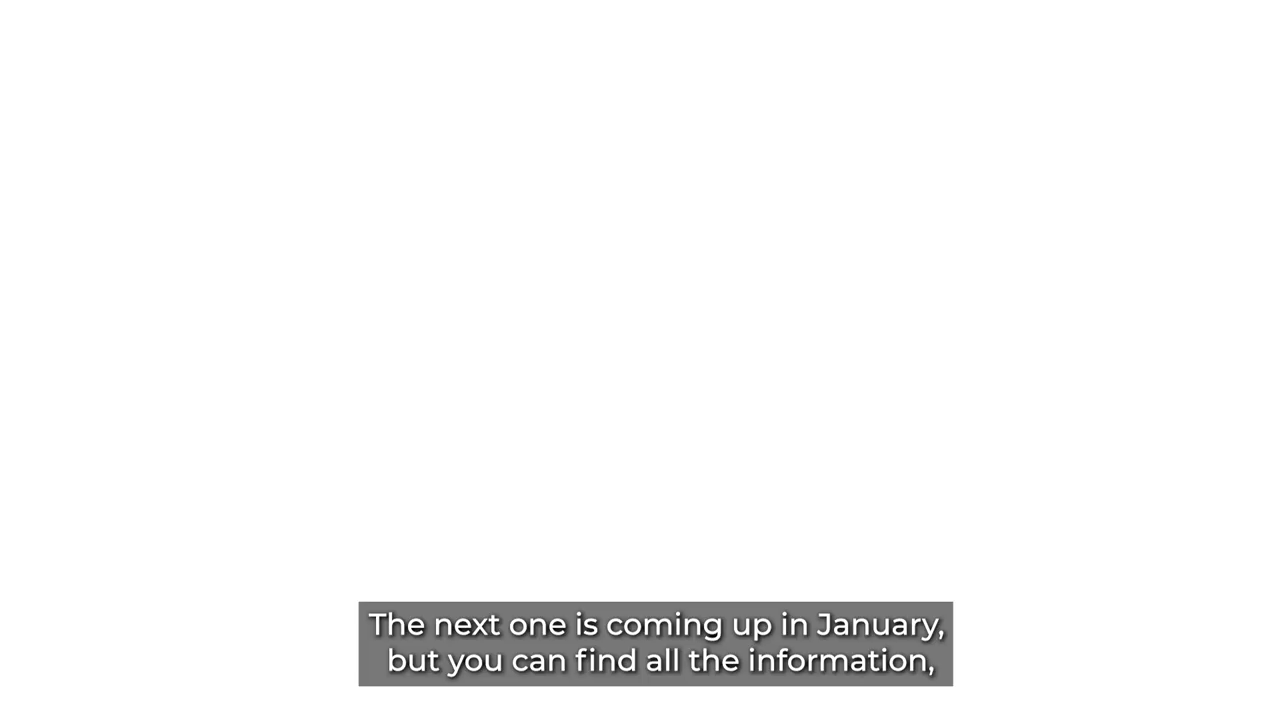 The next one is coming up in January,
but you can find all the information,